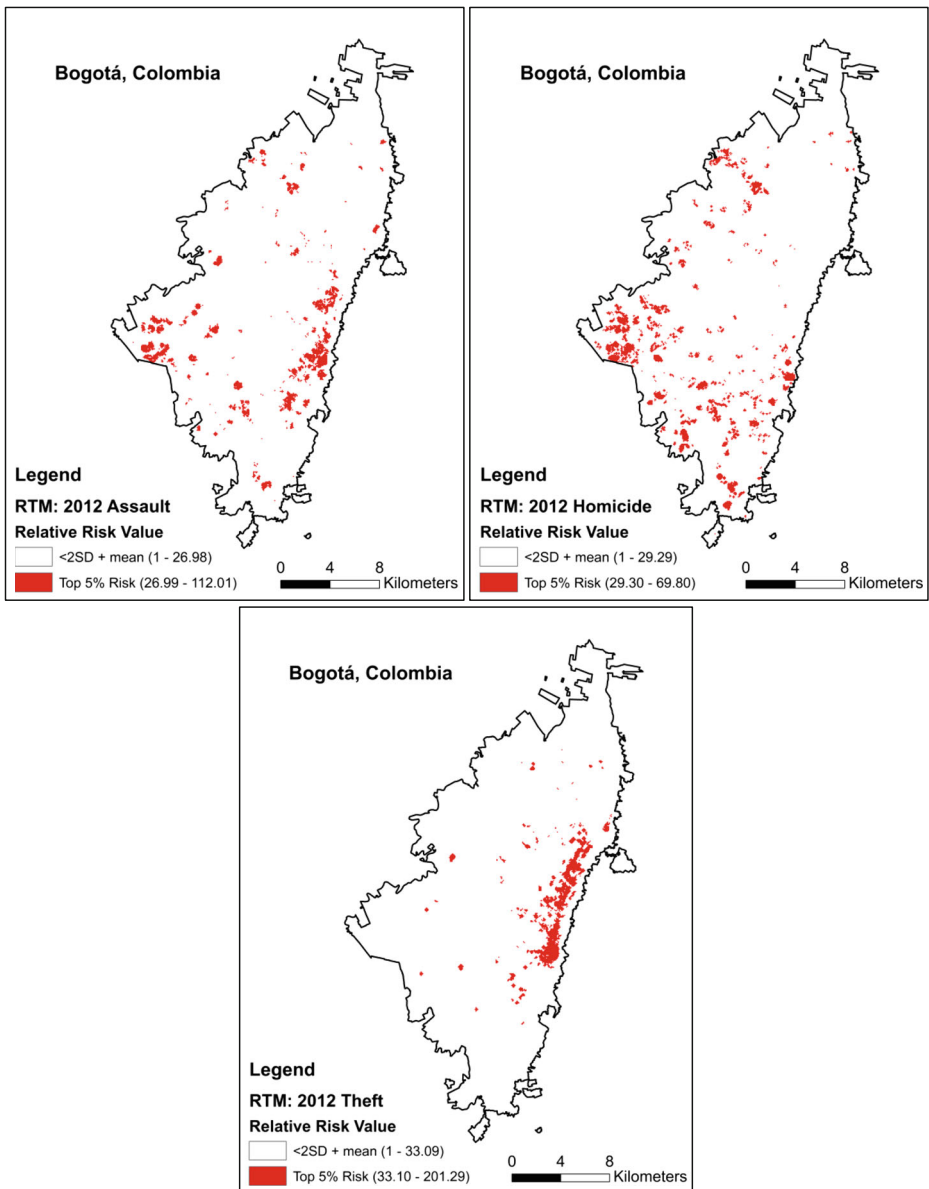 Bogotá, Colombia
Legend
RTM: 2012 Assault
Relative Risk Value
<2SD + mean (1 - 26.98)
Top 5% Risk (26.99 - 112.01)
0 4 8
Kilometers
Bogotá, Colombia
Legend
RTM: 2012 Homicide
Relative Risk Value
<2SD + mean (1 - 29.29)
Top 5% Risk (29.30 - 69.80)
0 4 8
Kilometers
Bogotá, Colombia
Legend
RTM: 2012 Theft
Relative Risk Value
<2SD + mean (1 - 33.09)
Top 5% Risk (33.10 - 201.29)
0 4 8
Kilometers